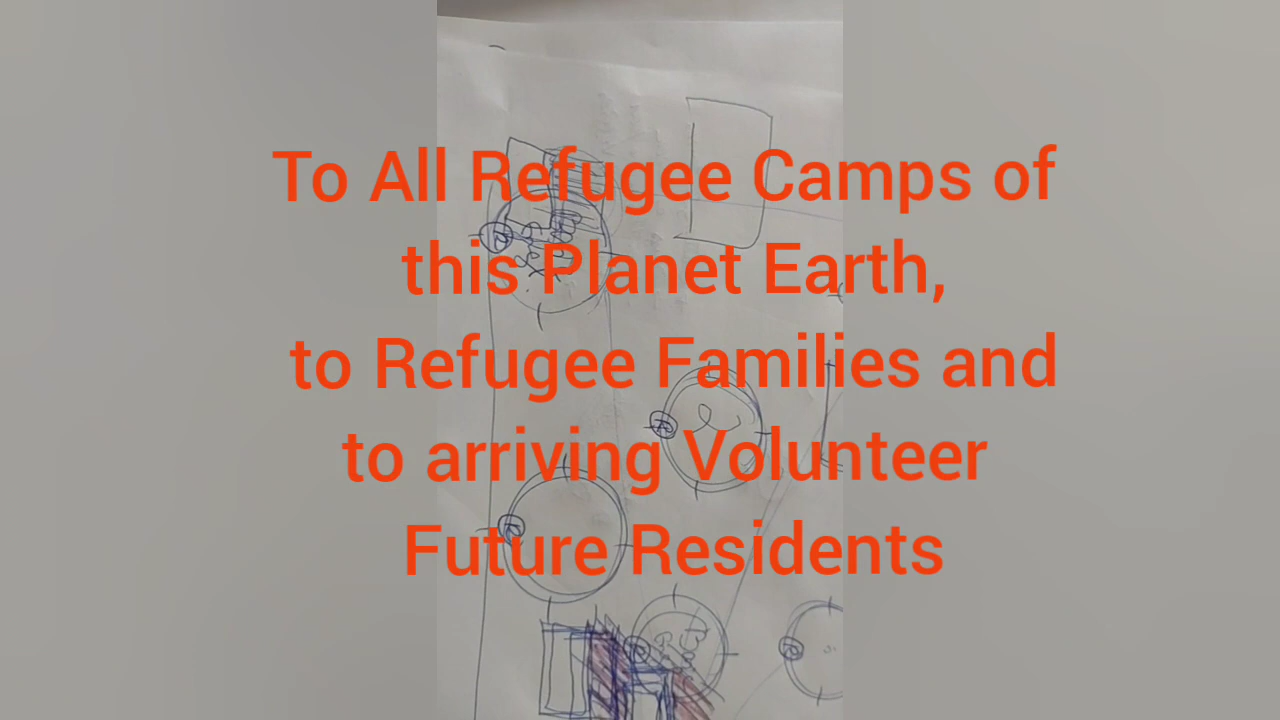 To All Refugee Camps of
this Planet Earth,
to Refugee Families and
to arriving Volunteer
Future Residents